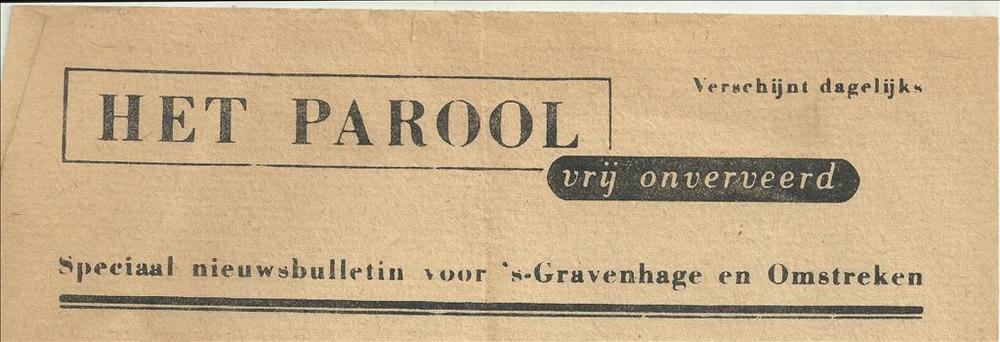 Verschijnt dagelijks
HET PAROOL
vrij onverveerd
Speciaal nieuwsbulletin voor 's-Gravenhage en Omstreken